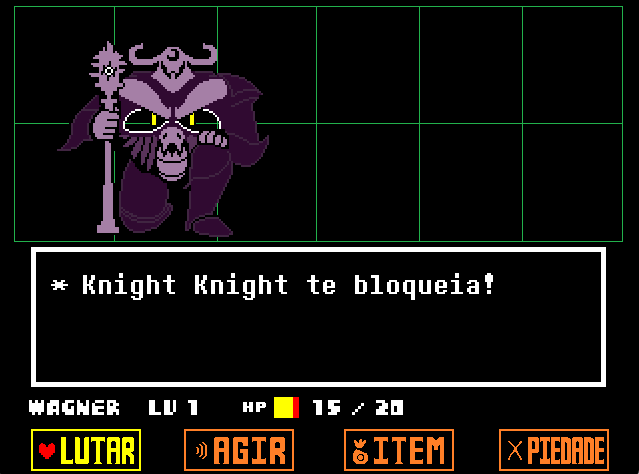 * Knight Knight te bloqueia!
WAGNER LV 1 HP 15 / 20
LUTAR AGIR ITEM PIEDADE